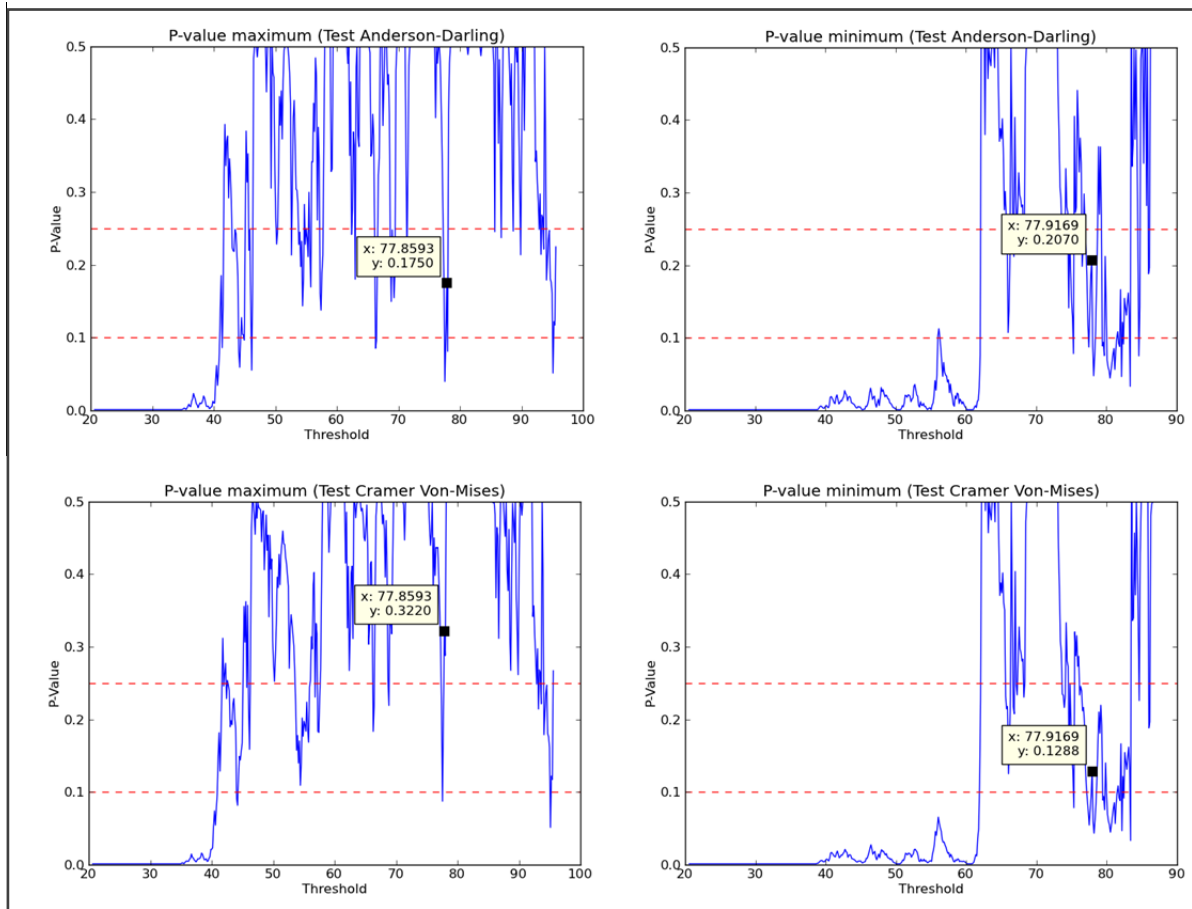 P-value maximum (Test Anderson-Darling)
0.5
0.4
0.3
0.2
0.1
0.0
P-Value
x: 77.8593
y: 0.1750
20 30 40 50 60 70 80 90 100
Threshold
P-value minimum (Test Anderson-Darling)
0.5
0.4
0.3
0.2
0.1
0.0
P-Value
x: 77.9169
y: 0.2070
20 30 40 50 60 70 80 90
Threshold
P-value maximum (Test Cramer Von-Mises)
0.5
0.4
0.3
0.2
0.1
0.0
P-Value
x: 77.8593
y: 0.3220
20 30 40 50 60 70 80 90 100
Threshold
P-value minimum (Test Cramer Von-Mises)
0.5
0.4
0.3
0.2
0.1
0.0
P-Value
x: 77.9169
y: 0.1288
20 30 40 50 60 70 80 90
Threshold